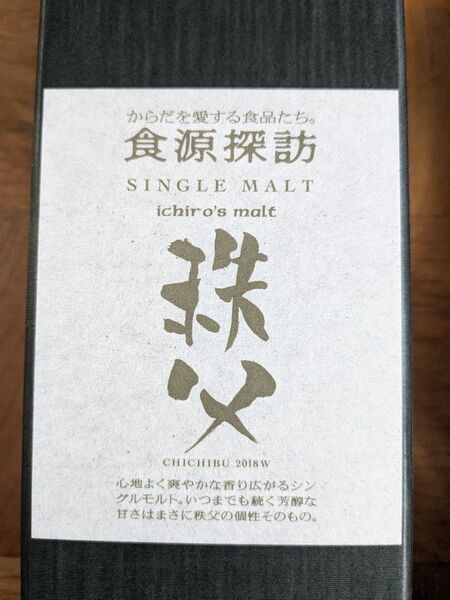 からだを愛する食品たち。
食源探訪
SINGLE MALT
ichiro's malt
秩父
CHICHIBU 2018W
心地よく爽やかな香り広がるシン
グルモルト。いつまでも続く芳醇な
甘さはまさに秩父の個性そのもの。